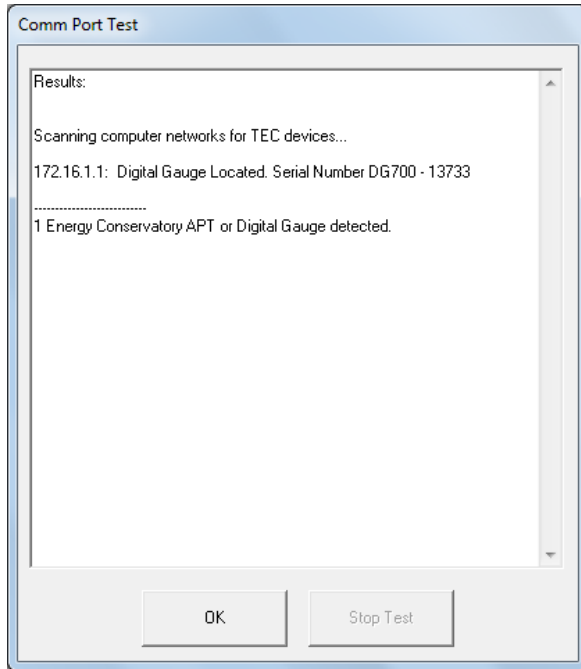 Comm Port Test
Results:
Scanning computer networks for TEC devices...
172.16.1.1:  Digital Gauge Located. Serial Number DG700 - 13733
---------------------------
1 Energy Conservatory APT or Digital Gauge detected.
OK
Stop Test